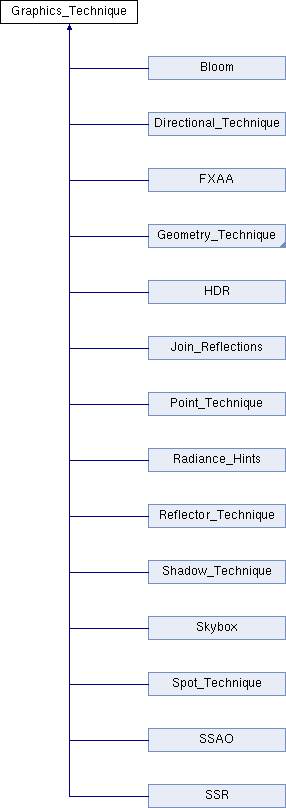 Graphics_Technique
Bloom
Directional_Technique
FXAA
Geometry_Technique
HDR
Join_Reflections
Point_Technique
Radiance_Hints
Reflector_Technique
Shadow_Technique
Skybox
Spot_Technique
SSAO
SSR